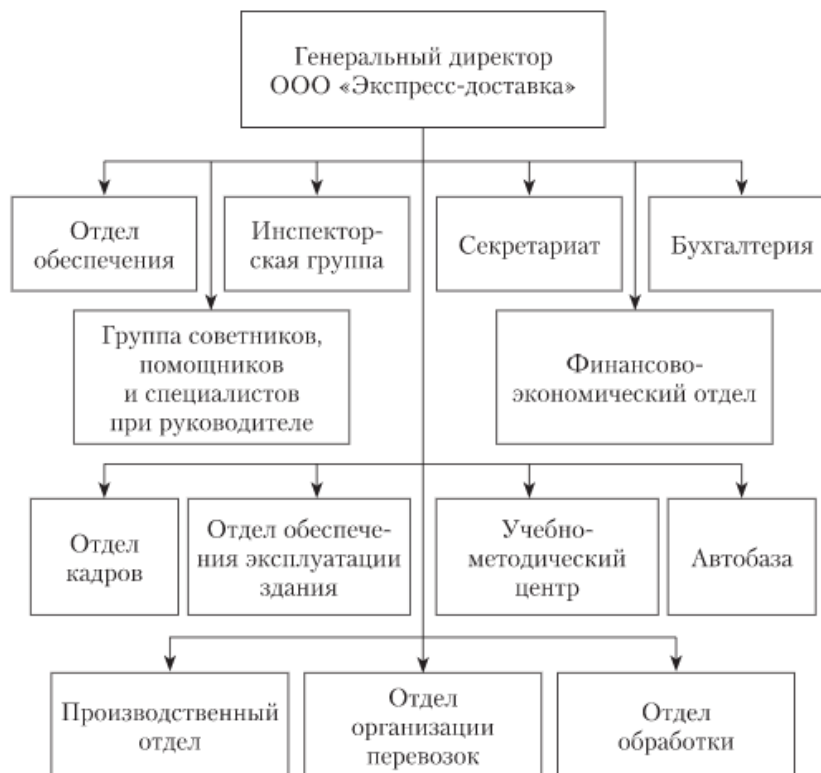 Генеральный директор
ООО «Экспресс-доставка»
Отдел
обеспечения
Инспектор-
ская группа
Секретариат
Бухгалтерия
Группа советников,
помощников
и специалистов
при руководителе
Финансово-
экономический отдел
Отдел
кадров
Отдел обеспече-
ния эксплуатации
здания
Учебно-
методический
центр
Автобаза
Производственный
отдел
Отдел
организации
перевозок
Отдел
обработки